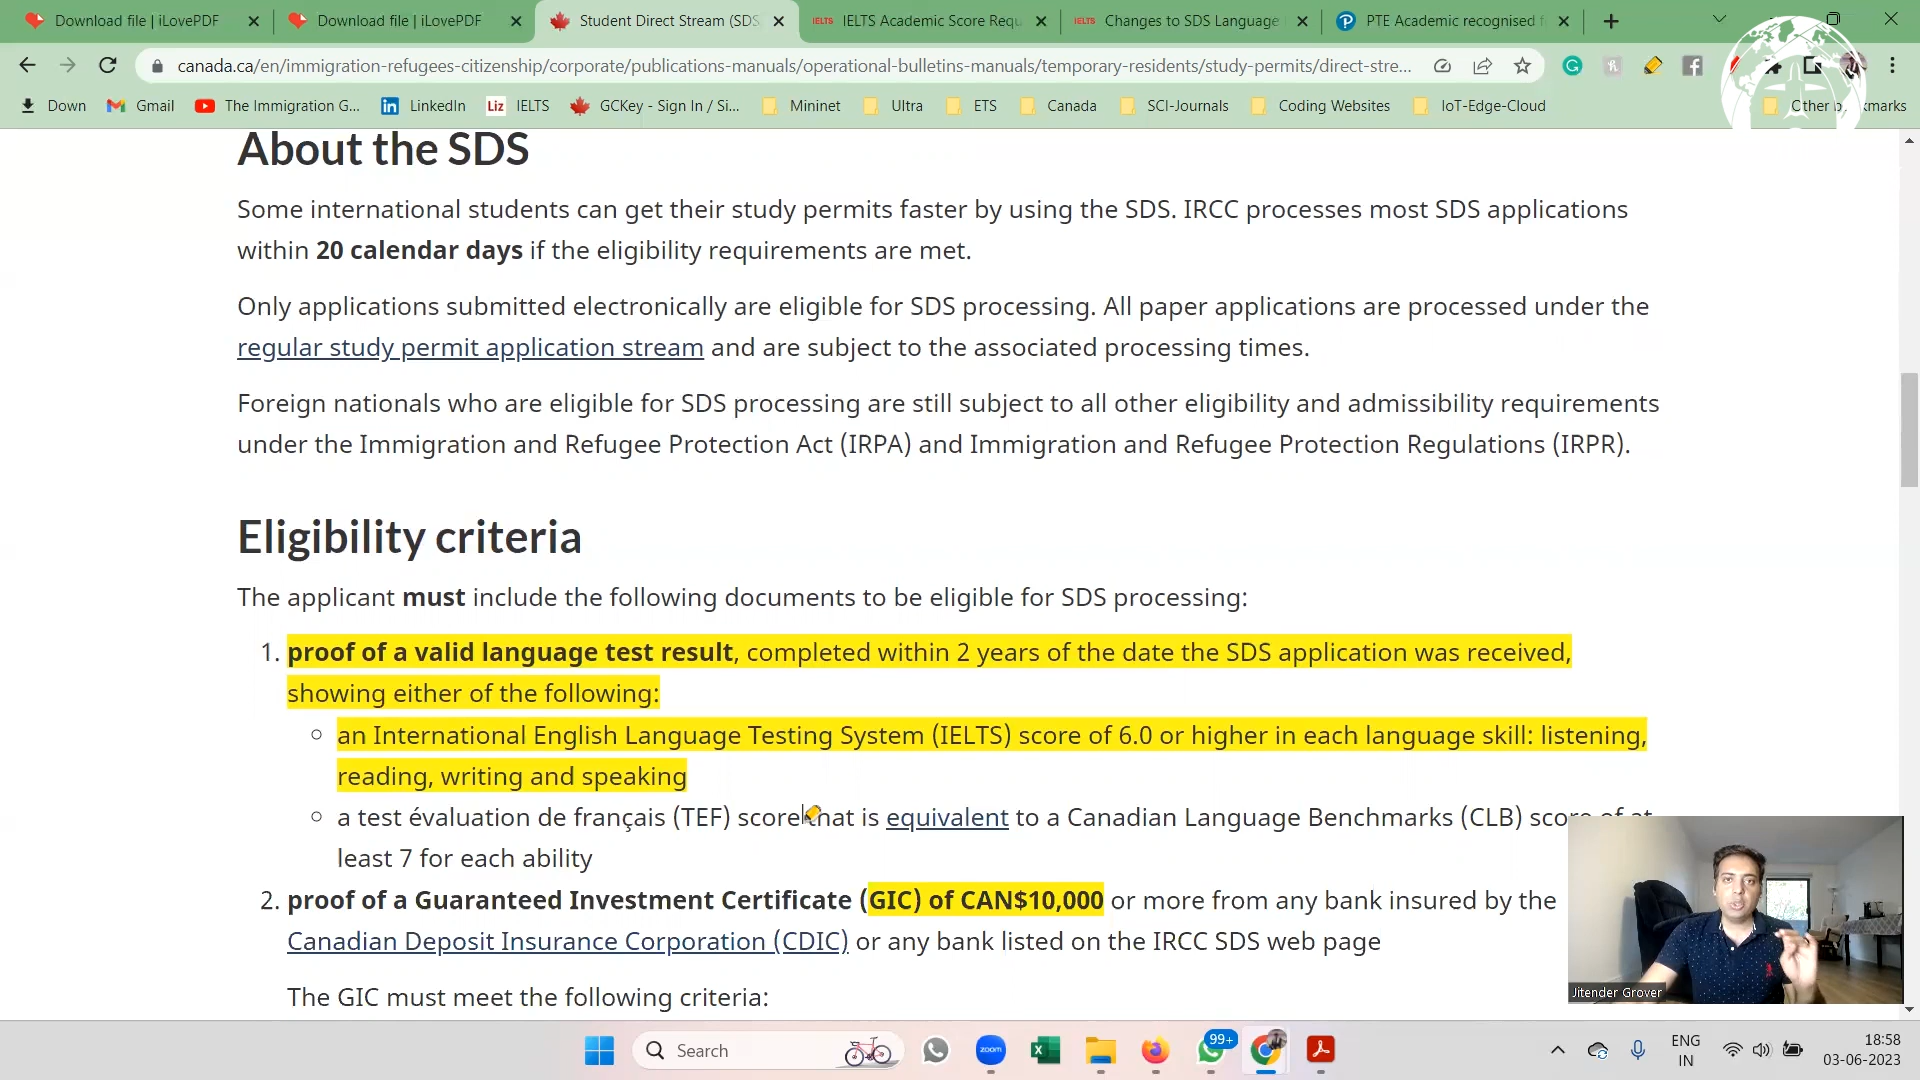 Download file | iLovePDF
Download file | iLovePDF
Student Direct Stream (SDS
IELTS IELTS Academic Score Requ
IELTS Changes to SDS Language
PTE Academic recognised f
canada.ca/en/immigration-refugees-citizenship/corporate/publications-manuals/operational-bulletins-manuals/temporary-residents/study-permits/direct-stre...
Down Gmail The Immigration G... LinkedIn Liz IELTS GCKey - Sign In / Si... Mininet Ultra ETS Canada SCI-Journals Coding Websites IoT-Edge-Cloud
About the SDS
Some international students can get their study permits faster by using the SDS. IRCC processes most SDS applications
within 20 calendar days if the eligibility requirements are met.
Only applications submitted electronically are eligible for SDS processing. All paper applications are processed under the
regular study permit application stream and are subject to the associated processing times.
Foreign nationals who are eligible for SDS processing are still subject to all other eligibility and admissibility requirements
under the Immigration and Refugee Protection Act (IRPA) and Immigration and Refugee Protection Regulations (IRPR).
Eligibility criteria
The applicant must include the following documents to be eligible for SDS processing:
1. proof of a valid language test result, completed within 2 years of the date the SDS application was received,
showing either of the following:
an International English Language Testing System (IELTS) score of 6.0 or higher in each language skill: listening,
reading, writing and speaking
a test évaluation de français (TEF) score that is equivalent to a Canadian Language Benchmarks (CLB) score of at
least 7 for each ability
2. proof of a Guaranteed Investment Certificate (GIC) of CAN$10,000 or more from any bank insured by the
Canadian Deposit Insurance Corporation (CDIC) or any bank listed on the IRCC SDS web page
The GIC must meet the following criteria:
Jitender Grover
Search
zoom
99+
ENG
IN
18:58
03-06-2023